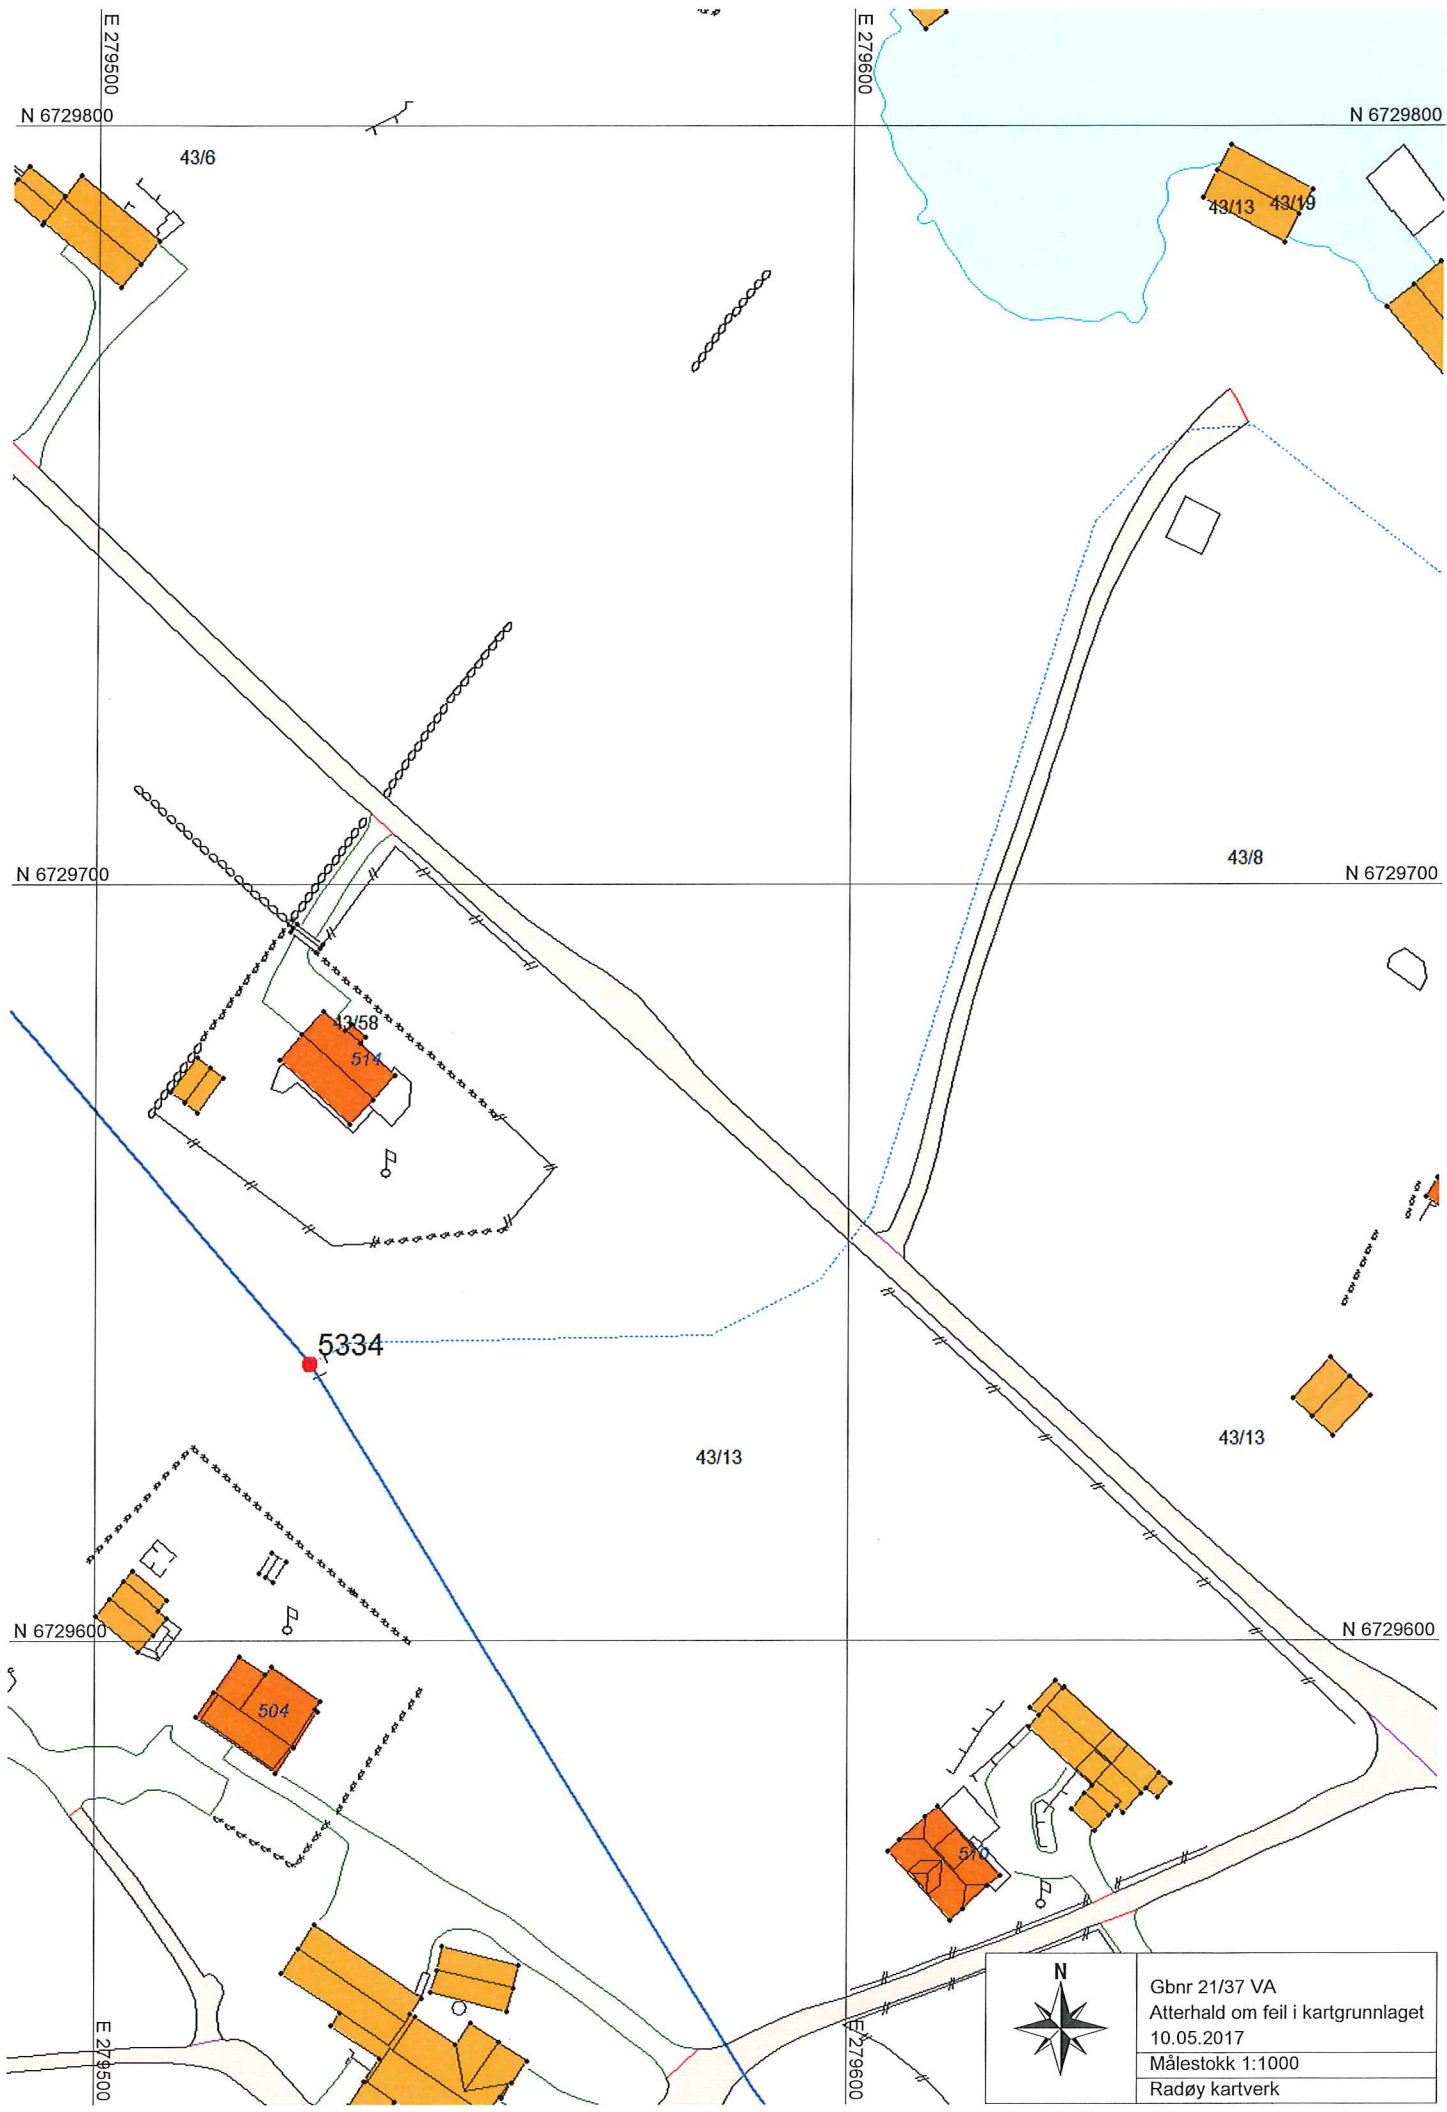 E 279500
E 279600
N 6729800
N 6729800
43/6
43/13
43/19
43/8
N 6729700
N 6729700
43/58
514
5334
43/13
43/13
N 6729600
N 6729600
504
510
E 279500
E 279600
N
Gbnr 21/37 VA
Atterhald om feil i kartgrunnlaget
10.05.2017
Målestokk 1:1000
Radøy kartverk